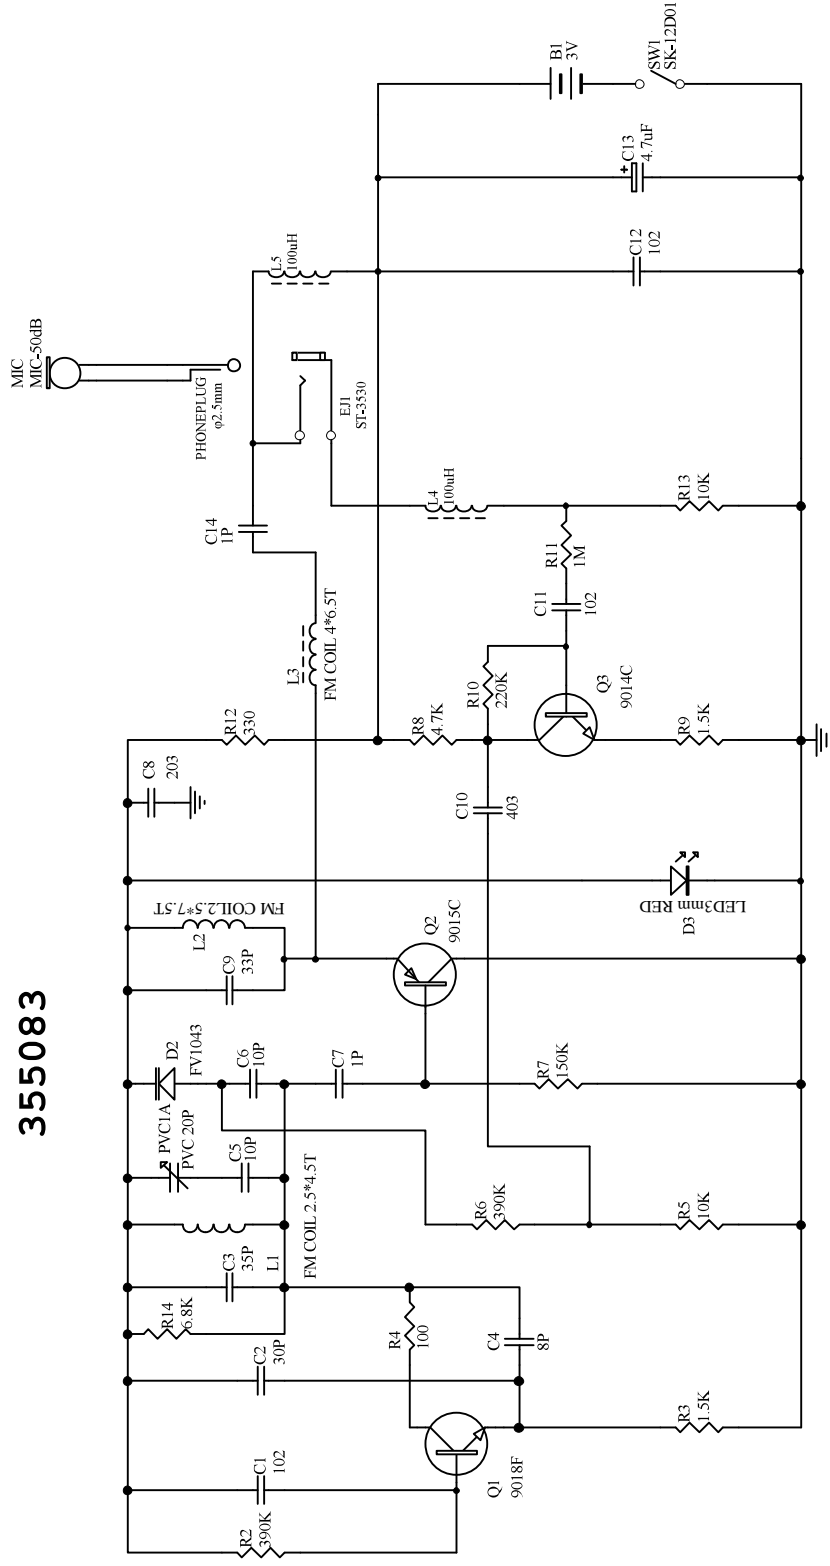 355083
MIC
MIC-50dB
PHONEPLUG
φ2.5mm
B1
3V
SW1
SK-12D01
C13
4.7uF
+
C12
102
L5
100uH
EJ1
ST-3530
C14
1P
L4
100uH
R13
10K
R11
1M
C11
102
L3
FM COIL 4*6.5T
R10
220K
Q3
9014C
R12
330
R8
4.7K
R9
1.5K
C8
203
C10
403
D3
LED3mm RED
L2
FM COIL2.5*7.5T
C9
33P
Q2
9015C
D2
FV1043
C6
10P
C7
1P
R7
150K
PVC1A
PVC 20P
C5
10P
R6
390K
R5
10K
L1
FM COIL 2.5*4.5T
C3
35P
R14
6.8K
R4
100
C4
8P
C2
30P
R3
1.5K
Q1
9018F
C1
102
R2
390K